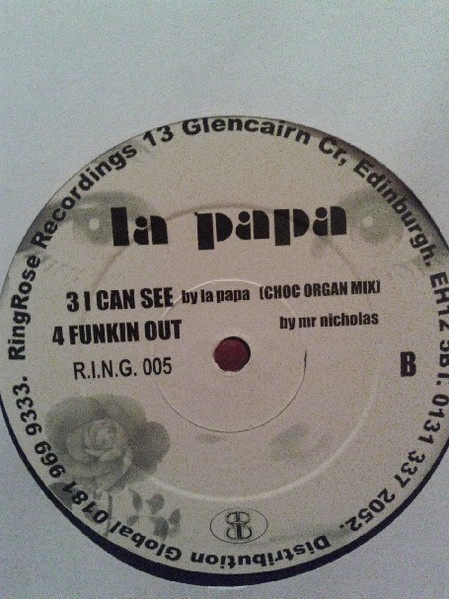 RingRose Recordings 13 Glencairn Cr, Edinburgh. EH12 5BT. 0131 337 2052. Distribution Global 0181 969 9333.
la papa
3 I CAN SEE by la papa (CHOC ORGAN MIX)
4 FUNKIN OUT by mr nicholas
R.I.N.G. 005
B